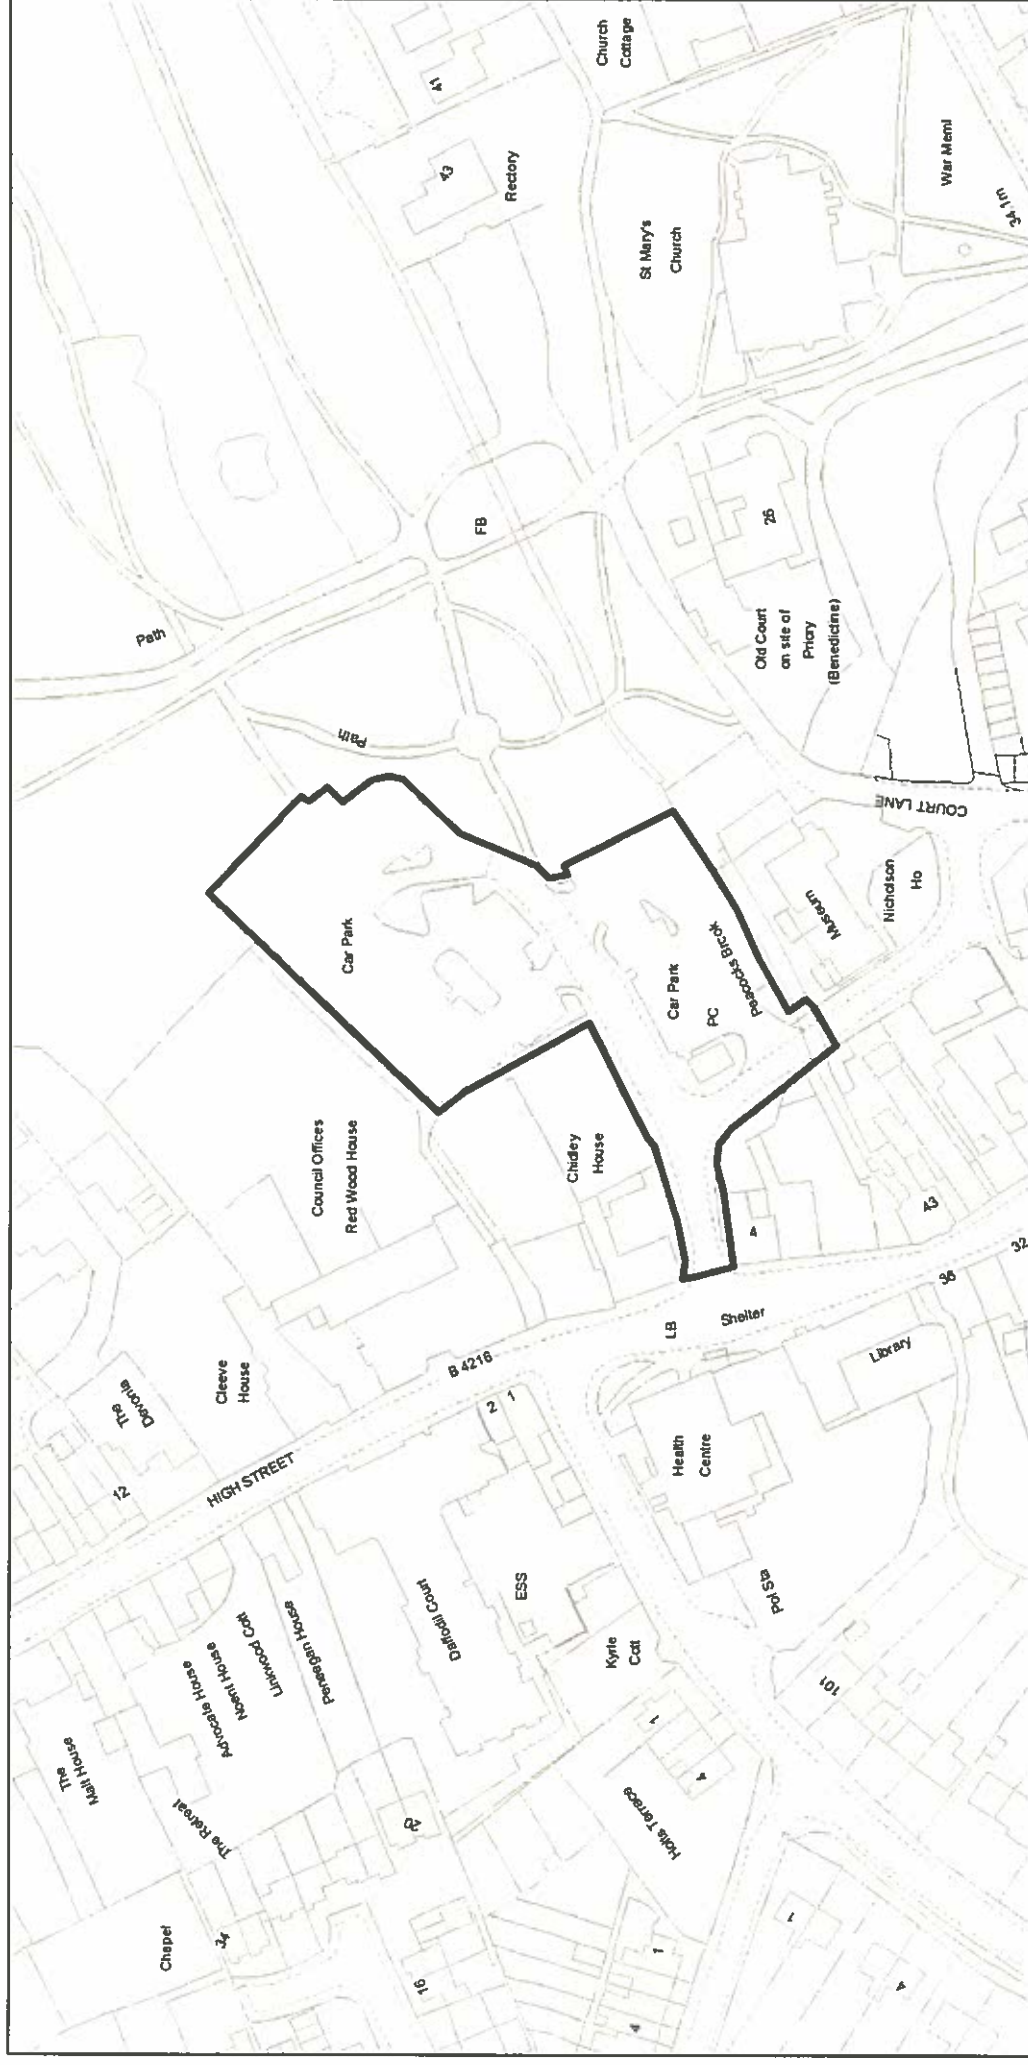 Church
Cottage
41
43
Rectory
St Mary's
Church
War Meml
34.1m
FB
Path
Path
26
Old Court
on site of
Priory
(Benedictine)
COURT LANE
Car Park
Car Park
PC
Peacocks Brook
Museum
Nicholson
Ho
Council Offices
Red Wood House
Chidley
House
4
43
32
36
LB
Shelter
Library
B 4216
HIGH STREET
The
Devonia
Cleeve
House
12
2
1
Health
Centre
Pol Sta
ESS
Daffodil Court
Kyrle
Cott
Penegan House
Linkwood Cott
Noent House
Advocate House
The
Malt House
The Retreat
20
Chapel
34
16
Holts Terrace
1
4
101
1
4
1
4